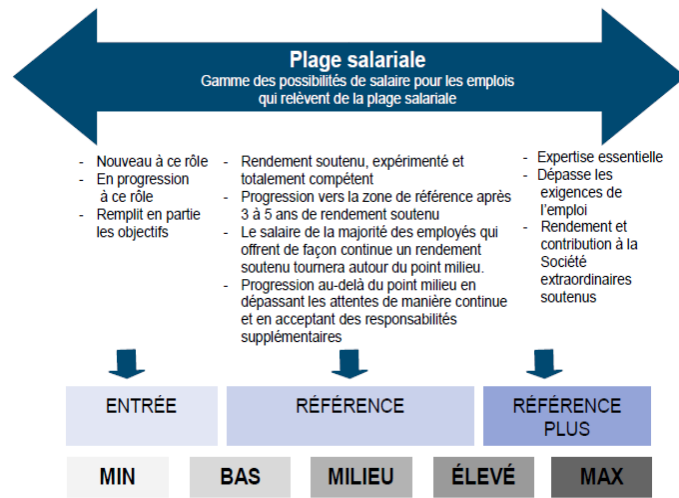 Plage salariale
Gamme des possibilités de salaire pour les emplois
qui relèvent de la plage salariale
- Nouveau à ce rôle
- En progression
à ce rôle
- Remplit en partie
les objectifs
- Rendement soutenu, expérimenté et
totalement compétent
- Progression vers la zone de référence après
3 à 5 ans de rendement soutenu
- Le salaire de la majorité des employés qui
offrent de façon continue un rendement
soutenu tournera autour du point milieu.
- Progression au-delà du point milieu en
dépassant les attentes de manière continue
et en acceptant des responsabilités
supplémentaires
- Expertise essentielle
- Dépasse les
exigences de
l'emploi
- Rendement et
contribution à la
Société
extraordinaires
soutenus
ENTRÉE
RÉFÉRENCE
RÉFÉRENCE
PLUS
MIN
BAS
MILIEU
ÉLEVÉ
MAX